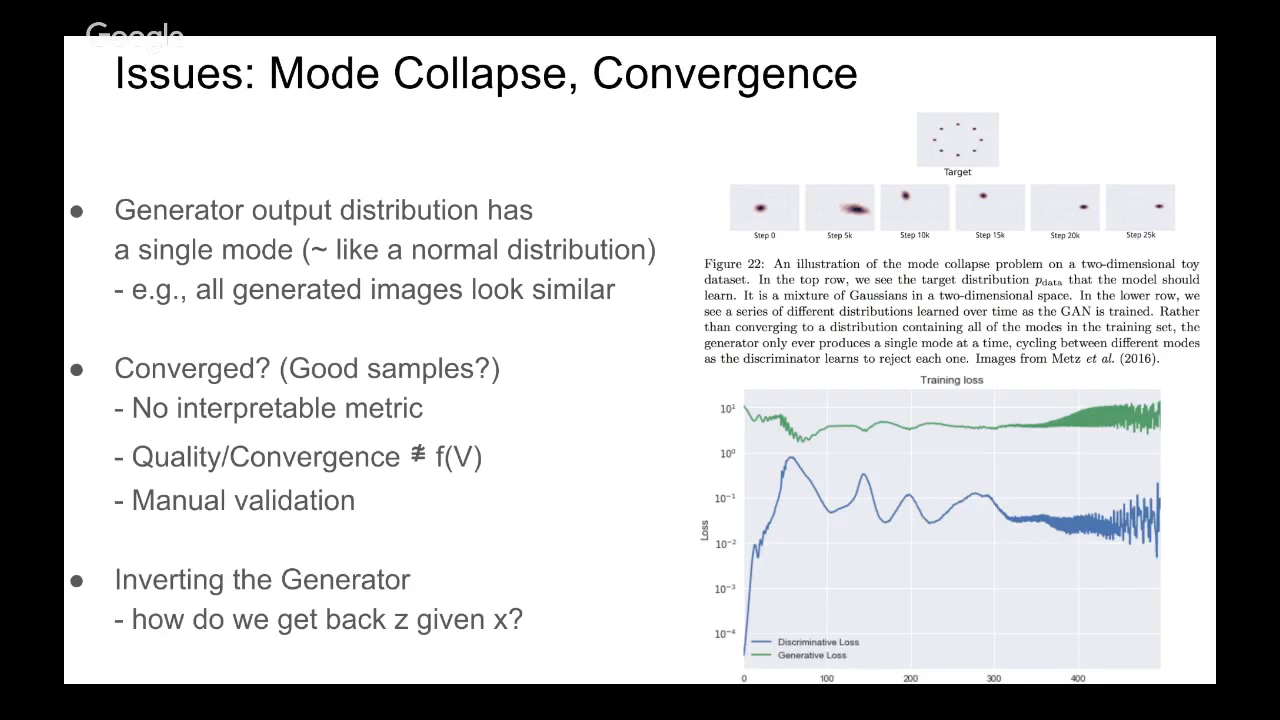 Google
Issues: Mode Collapse, Convergence
● Generator output distribution has
a single mode (~ like a normal distribution)
- e.g., all generated images look similar
● Converged? (Good samples?)
- No interpretable metric
- Quality/Convergence ≢ f(V)
- Manual validation
● Inverting the Generator
- how do we get back z given x?
Target
Step 0 Step 5k Step 10k Step 15k Step 20k Step 25k
Figure 22: An illustration of the mode collapse problem on a two-dimensional toy
dataset. In the top row, we see the target distribution pdata that the model should
learn. It is a mixture of Gaussians in a two-dimensional space. In the lower row, we
see a series of different distributions learned over time as the GAN is trained. Rather
than converging to a distribution containing all of the modes in the training set, the
generator only ever produces a single mode at a time, cycling between different modes
as the discriminator learns to reject each one. Images from Metz et al. (2016).
Training loss
10¹
10⁰
10⁻¹
10⁻²
10⁻³
10⁻⁴
Loss
Discriminative Loss
Generative Loss
0 100 200 300 400